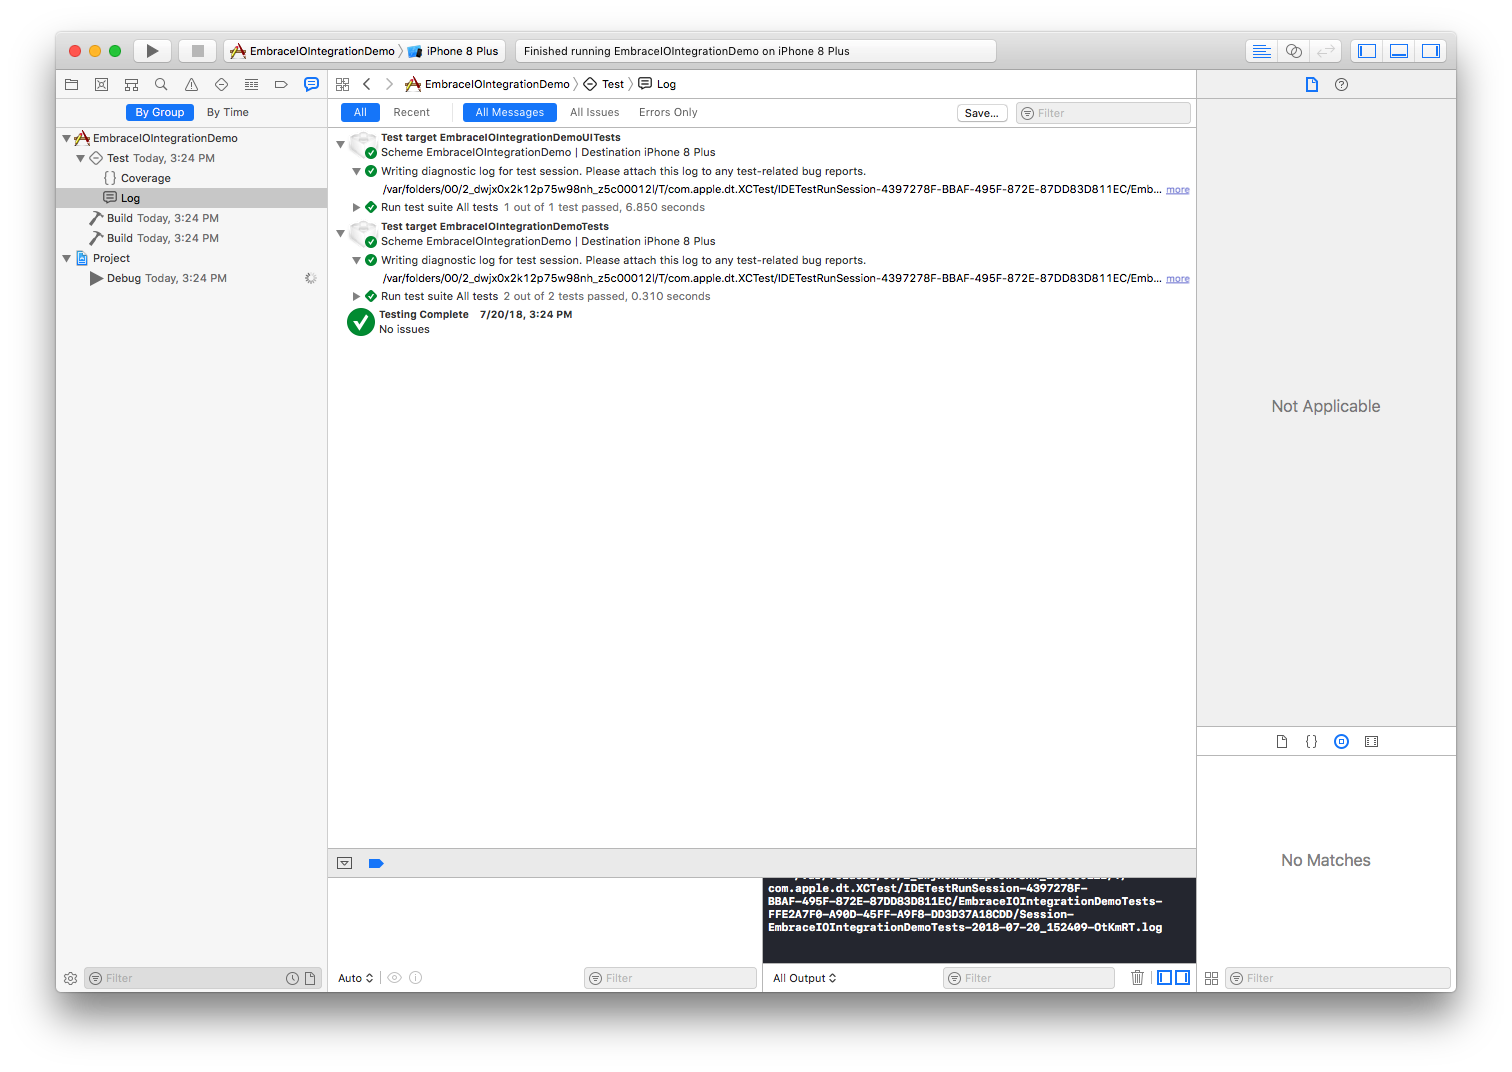 EmbraceIOIntegrationDemo
iPhone 8 Plus
Finished running EmbraceIOIntegrationDemo on iPhone 8 Plus
EmbraceIOIntegrationDemo
Test
Log
By Group
By Time
All
Recent
All Messages
All Issues
Errors Only
Save...
Filter
EmbraceIOIntegrationDemo
Test Today, 3:24 PM
{} Coverage
Log
Build Today, 3:24 PM
Build Today, 3:24 PM
Project
Debug Today, 3:24 PM
Test target EmbraceIOIntegrationDemoUITests
Scheme EmbraceIOIntegrationDemo | Destination iPhone 8 Plus
Writing diagnostic log for test session. Please attach this log to any test-related bug reports.
/var/folders/00/2_dwjx0x2k12p75w98nh_z5c00012l/T/com.apple.dt.XCTest/IDETestRunSession-4397278F-BBAF-495F-872E-87DD83D811EC/Emb... more
Run test suite All tests 1 out of 1 test passed, 6.850 seconds
Test target EmbraceIOIntegrationDemoTests
Scheme EmbraceIOIntegrationDemo | Destination iPhone 8 Plus
Writing diagnostic log for test session. Please attach this log to any test-related bug reports.
/var/folders/00/2_dwjx0x2k12p75w98nh_z5c00012l/T/com.apple.dt.XCTest/IDETestRunSession-4397278F-BBAF-495F-872E-87DD83D811EC/Emb... more
Run test suite All tests 2 out of 2 tests passed, 0.310 seconds
Testing Complete 7/20/18, 3:24 PM
No issues
Not Applicable
{}
No Matches
com.apple.dt.XCTest/IDETestRunSession-4397278F-
BBAF-495F-872E-87DD83D811EC/EmbraceIOIntegrationDemoTests-
FFE2A7F0-A90D-45FF-A9F8-DD3D37A18CDD/Session-
EmbraceIOIntegrationDemoTests-2018-07-20_152409-OtKmRT.log
Filter
Auto
Filter
All Output
Filter
Filter